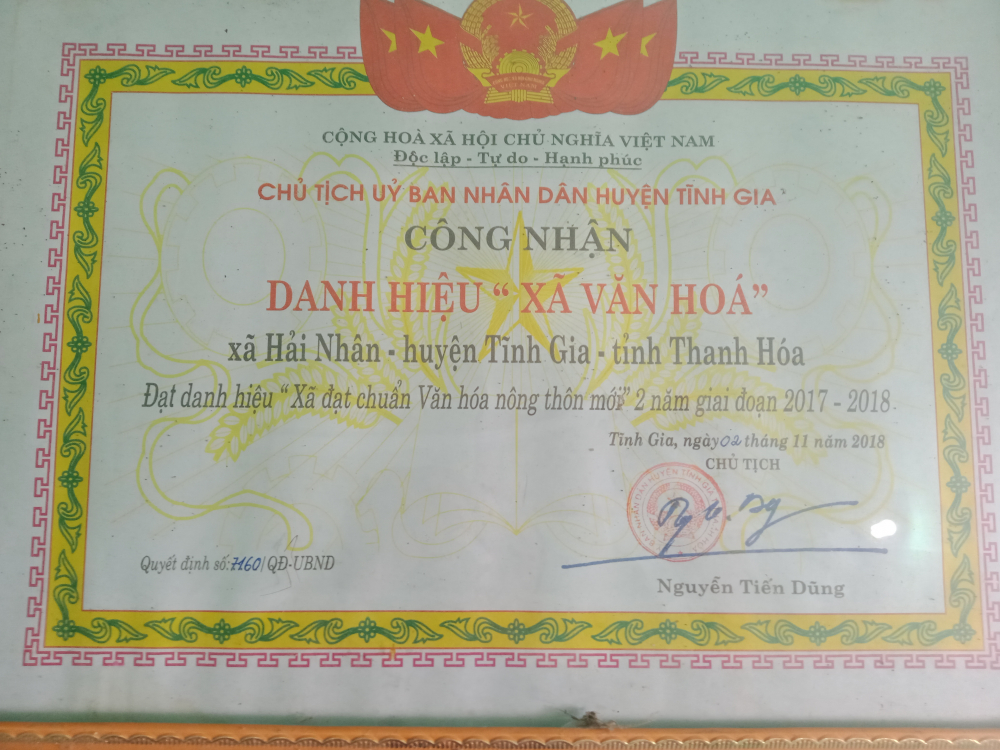 CỘNG HOÀ XÃ HỘI CHỦ NGHĨA VIỆT NAM
Độc lập - Tự do - Hạnh phúc
CHỦ TỊCH UỶ BAN NHÂN DÂN HUYỆN TĨNH GIA
CÔNG NHẬN
DANH HIỆU “ XÃ VĂN HOÁ”
xã Hải Nhân - huyện Tĩnh Gia - tỉnh Thanh Hóa
Đạt danh hiệu “ Xã đạt chuẩn Văn hóa nông thôn mới” 2 năm giai đoạn 2017 - 2018
Tĩnh Gia, ngày 02 tháng 11 năm 2018
CHỦ TỊCH
Quyết định số: 7160/ QĐ-UBND
Nguyễn Tiến Dũng